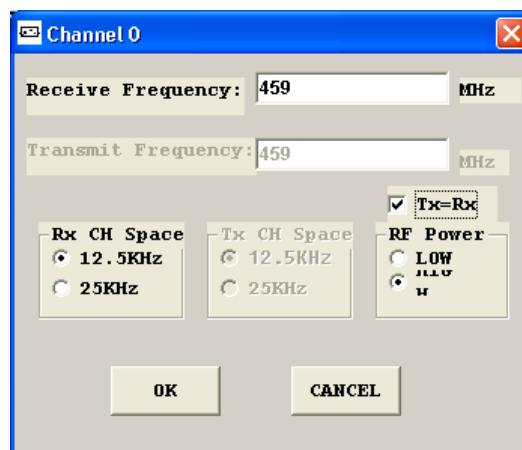 Channel 0
Receive Frequency: 459 MHz
Transmit Frequency: 459 MHz
Tx=Rx
Rx CH Space Tx CH Space RF Power
12.5KHz 12.5KHz LOW
25KHz 25KHz
OK CANCEL